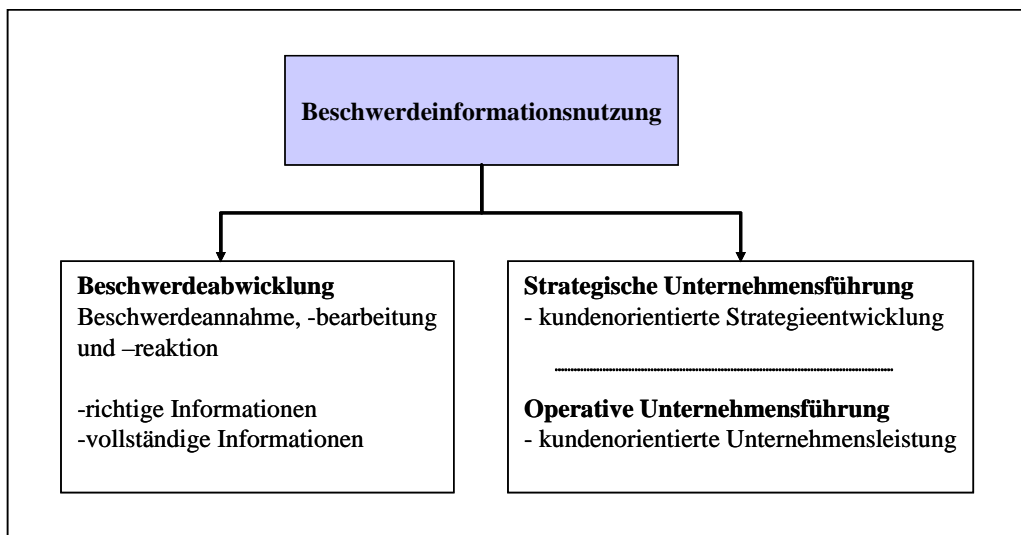 Beschwerdeinformationsnutzung
Beschwerdeabwicklung
Beschwerdeannahme, -bearbeitung
und –reaktion
-richtige Informationen
-vollständige Informationen
Strategische Unternehmensführung
- kundenorientierte Strategieentwicklung
Operative Unternehmensführung
- kundenorientierte Unternehmensleistung